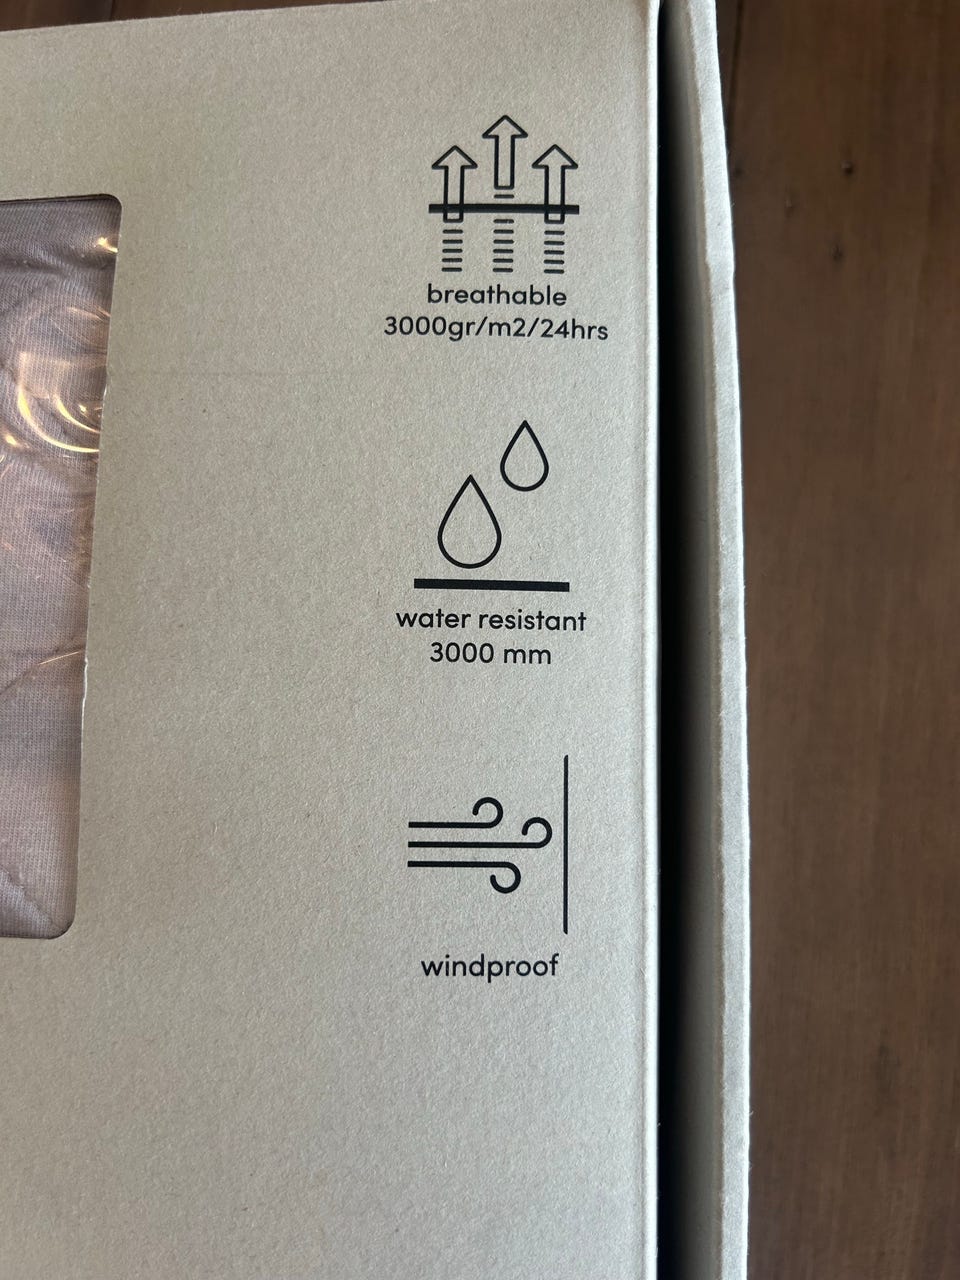 breathable
3000gr/m2/24hrs
water resistant
3000 mm
windproof